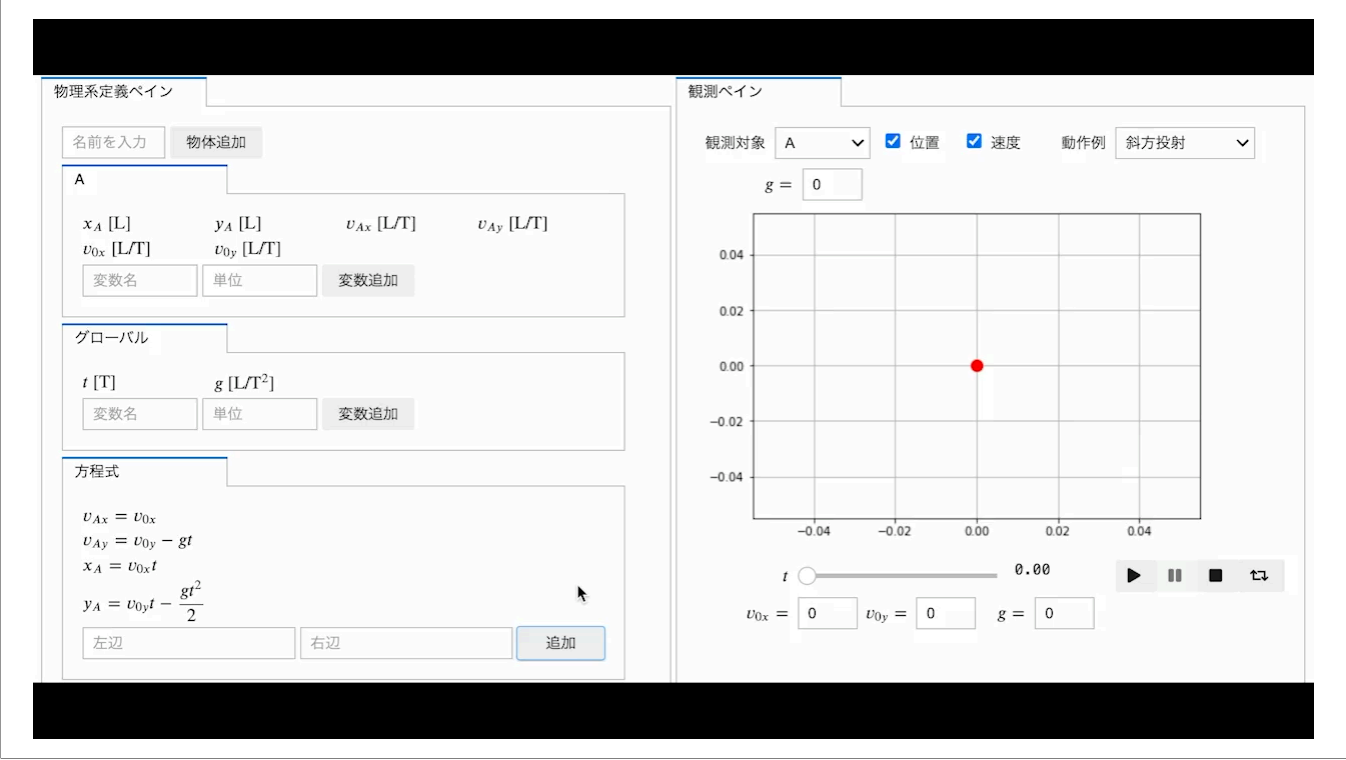 物理系定義ペイン
名前を入力 物体追加
A
x_A [L] y_A [L] v_Ax [L/T] v_Ay [L/T]
v_0x [L/T] v_0y [L/T]
変数名 単位 変数追加
グローバル
t [T] g [L/T²]
変数名 単位 変数追加
方程式
v_Ax = v_0x
v_Ay = v_0y − gt
x_A = v_0x t
y_A = v_0y t − gt²/2
左辺 右辺 追加
観測ペイン
観測対象 A 位置 速度 動作例 斜方投射
g = 0
0.04
0.02
0.00
−0.02
−0.04
−0.04 −0.02 0.00 0.02 0.04
t 0.00
v_0x = 0 v_0y = 0 g = 0